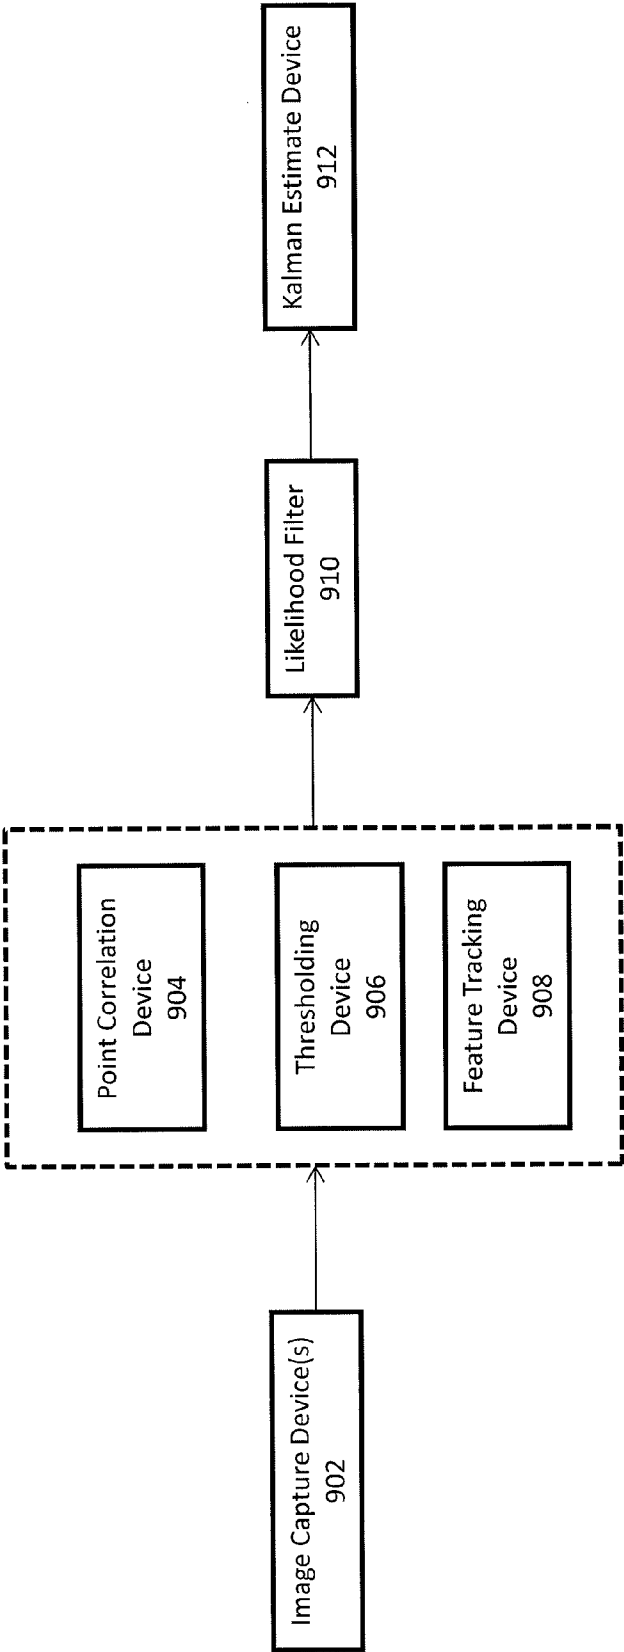 Image Capture Device(s)
902
Point Correlation
Device
904
Thresholding
Device
906
Feature Tracking
Device
908
Likelihood Filter
910
Kalman Estimate Device
912